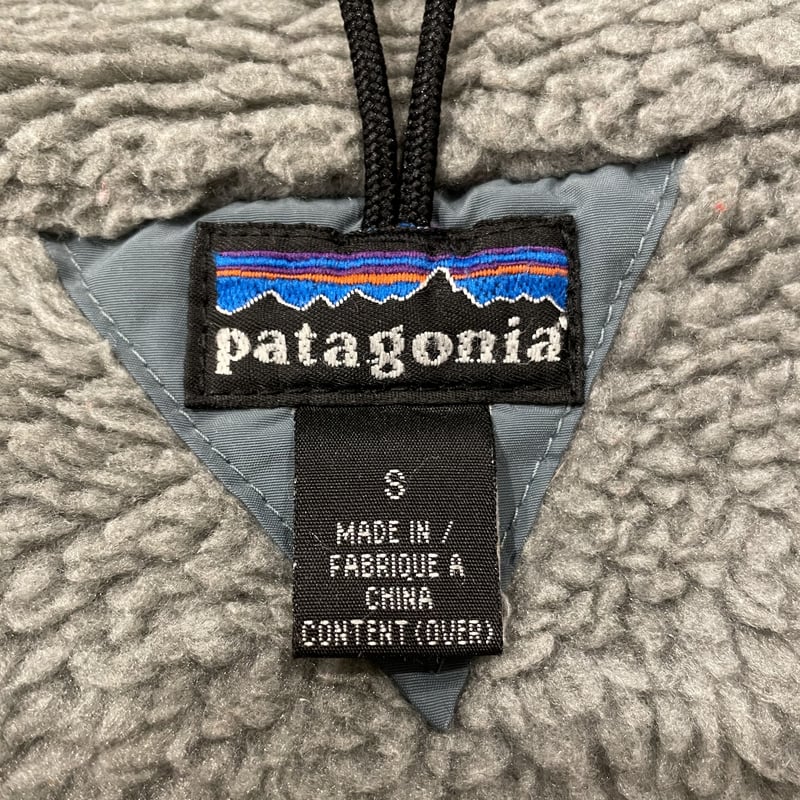 patagonia
S
MADE IN /
FABRIQUE A
CHINA
CONTENT (OVER)